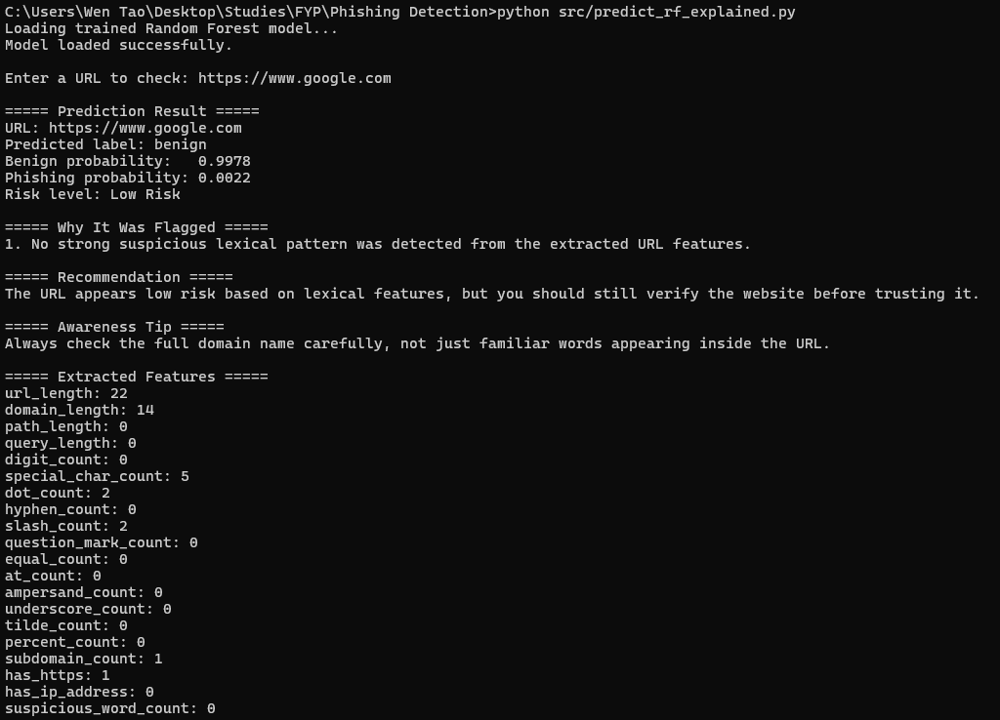 C:\Users\Wen Tao\Desktop\Studies\FYP\Phishing Detection>python src/predict_rf_explained.py
Loading trained Random Forest model...
Model loaded successfully.
Enter a URL to check: https://www.google.com
===== Prediction Result =====
URL: https://www.google.com
Predicted label: benign
Benign probability:   0.9978
Phishing probability: 0.0022
Risk level: Low Risk
===== Why It Was Flagged =====
1. No strong suspicious lexical pattern was detected from the extracted URL features.
===== Recommendation =====
The URL appears low risk based on lexical features, but you should still verify the website before trusting it.
===== Awareness Tip =====
Always check the full domain name carefully, not just familiar words appearing inside the URL.
===== Extracted Features =====
url_length: 22
domain_length: 14
path_length: 0
query_length: 0
digit_count: 0
special_char_count: 5
dot_count: 2
hyphen_count: 0
slash_count: 2
question_mark_count: 0
equal_count: 0
at_count: 0
ampersand_count: 0
underscore_count: 0
tilde_count: 0
percent_count: 0
subdomain_count: 1
has_https: 1
has_ip_address: 0
suspicious_word_count: 0